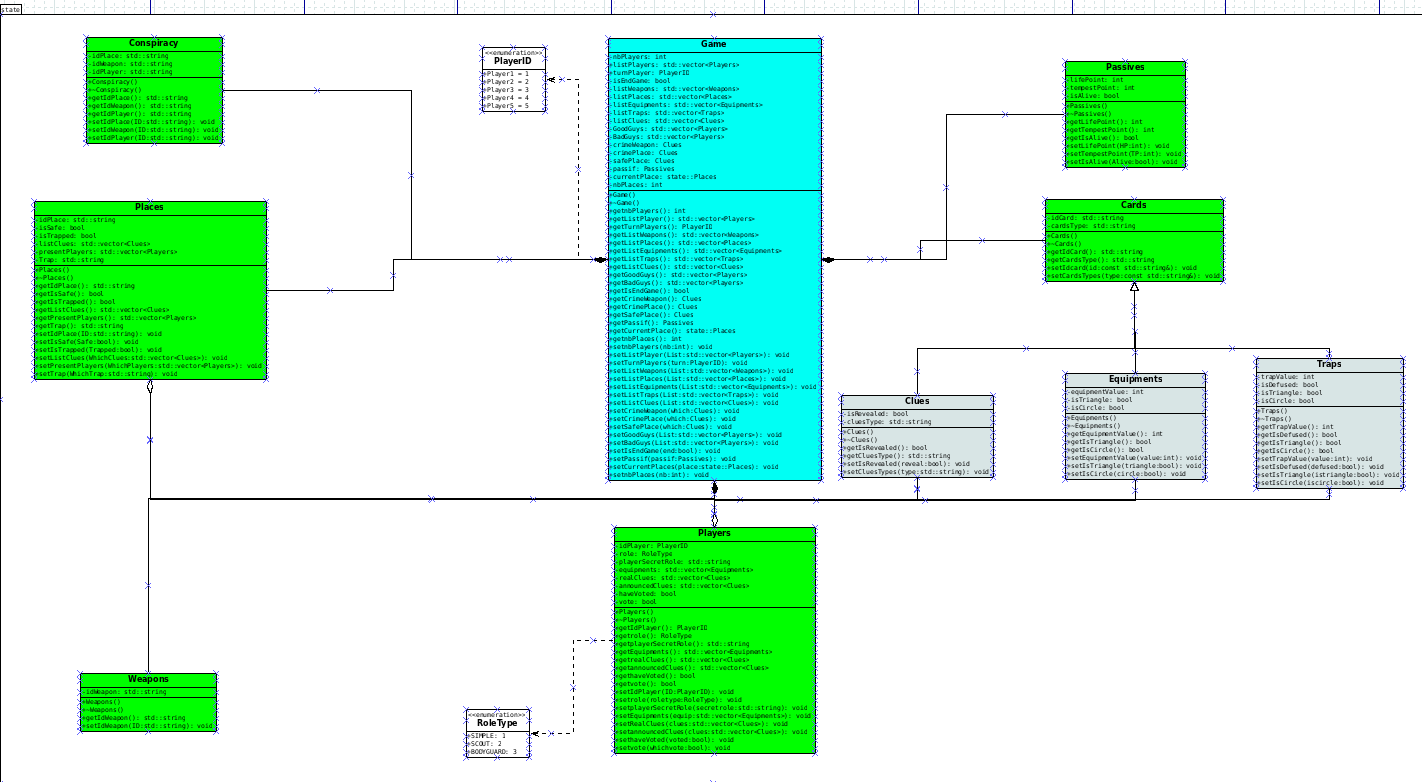 state
Conspiracy
-idPlace: std::string
-idWeapon: std::string
-idPlayer: std::string
+Conspiracy()
+~Conspiracy()
+getIdPlace(): std::string
+getIdWeapon(): std::string
+getIdPlayer(): std::string
+setIdPlace(ID:std::string): void
+setIdWeapon(ID:std::string): void
+setIdPlayer(ID:std::string): void
<<enumeration>>
PlayerID
+Player1 = 1
+Player2 = 2
+Player3 = 3
+Player4 = 4
+Player5 = 5
Game
-nbPlayers: int
-listPlayers: std::vector<Players>
-turnPlayer: PlayerID
-isEndGame: bool
-listWeapons: std::vector<Weapons>
-listPlaces: std::vector<Places>
-listEquipments: std::vector<Equipments>
-listTraps: std::vector<Traps>
-listClues: std::vector<Clues>
-GoodGuys: std::vector<Players>
-BadGuys: std::vector<Players>
-crimeWeapon: Clues
-crimePlace: Clues
-safePlace: Clues
-passif: Passives
-currentPlace: state::Places
-nbPlaces: int
+Game()
+~Game()
+getnbPlayers(): int
+getListPlayer(): std::vector<Players>
+getTurnPlayers(): PlayerID
+getListWeapons(): std::vector<Weapons>
+getListPlaces(): std::vector<Places>
+getListEquipments(): std::vector<Equipments>
+getListTraps(): std::vector<Traps>
+getListClues(): std::vector<Clues>
+getGoodGuys(): std::vector<Players>
+getBadGuys(): std::vector<Players>
+getIsEndGame(): bool
+getCrimeWeapon(): Clues
+getCrimePlace(): Clues
+getSafePlace(): Clues
+getPassif(): Passives
+getCurrentPlace(): state::Places
+getnbPlaces(): int
+setnbPlayers(nb:int): void
+setListPlayer(List:std::vector<Players>): void
+setTurnPlayers(turn:PlayerID): void
+setListWeapons(List:std::vector<Weapons>): void
+setListPlaces(List:std::vector<Places>): void
+setListEquipments(List:std::vector<Equipments>): void
+setListTraps(List:std::vector<Traps>): void
+setListClues(List:std::vector<Clues>): void
+setCrimeWeapon(which:Clues): void
+setCrimePlace(which:Clues): void
+setSafePlace(which:Clues): void
+setGoodGuys(List:std::vector<Players>): void
+setBadGuys(List:std::vector<Players>): void
+setIsEndGame(end:bool): void
+setPassif(passif:Passives): void
+setCurrentPlaces(place:state::Places): void
+setnbPlaces(nb:int): void
Passives
-lifePoint: int
-tempestPoint: int
-isAlive: bool
+Passives()
+~Passives()
+getLifePoint(): int
+getTempestPoint(): int
+getIsAlive(): bool
+setLifePoint(HP:int): void
+setTempestPoint(TP:int): void
+setIsAlive(Alive:bool): void
Places
-idPlace: std::string
-isSafe: bool
-isTrapped: bool
-listClues: std::vector<Clues>
-presentPlayers: std::vector<Players>
-Trap: std::string
+Places()
+~Places()
+getIdPlace(): std::string
+getIsSafe(): bool
+getIsTrapped(): bool
+getListClues(): std::vector<Clues>
+getPresentPlayers(): std::vector<Players>
+getTrap(): std::string
+setIdPlace(ID:std::string): void
+setIsSafe(Safe:bool): void
+setIsTrapped(Trapped:bool): void
+setListClues(WhichClues:std::vector<Clues>): void
+setPresentPlayers(WhichPlayers:std::vector<Players>): void
+setTrap(WhichTrap:std::string): void
Cards
-idCard: std::string
-cardsType: std::string
+Cards()
+~Cards()
+getIdCard(): std::string
+getCardsType(): std::string
+setIdcard(id:const std::string&): void
+setCardsTypes(type:const std::string&): void
Clues
-isRevealed: bool
-cluesType: std::string
+Clues()
+~Clues()
+getIsRevealed(): bool
+getCluesType(): std::string
+setIsRevealed(reveal:bool): void
+setCluesTypes(type:std::string): void
Equipments
-equipmentValue: int
-isTriangle: bool
-isCircle: bool
+Equipments()
+~Equipments()
+getEquipmentValue(): int
+getIsTriangle(): bool
+getIsCircle(): bool
+setEquipmentValue(value:int): void
+setIsTriangle(triangle:bool): void
+setIsCircle(circle:bool): void
Traps
-trapValue: int
-isDefused: bool
-isTriangle: bool
-isCircle: bool
+Traps()
+~Traps()
+getTrapValue(): int
+getIsDefused(): bool
+getIsTriangle(): bool
+getIsCircle(): bool
+setTrapValue(value:int): void
+setIsDefused(defused:bool): void
+setIsTriangle(istriangle:bool): void
+setIsCircle(iscircle:bool): void
Players
-idPlayer: PlayerID
-role: RoleType
-playerSecretRole: std::string
-equipments: std::vector<Equipments>
-realClues: std::vector<Clues>
-announcedClues: std::vector<Clues>
-haveVoted: bool
-vote: bool
+Players()
+~Players()
+getIdPlayer(): PlayerID
+getrole(): RoleType
+getplayerSecretRole(): std::string
+getEquipments(): std::vector<Equipments>
+getrealClues(): std::vector<Clues>
+getannouncedClues(): std::vector<Clues>
+gethaveVoted(): bool
+getvote(): bool
+setIdPlayer(ID:PlayerID): void
+setrole(roletype:RoleType): void
+setplayerSecretRole(secretrole:std::string): void
+setEquipments(equip:std::vector<Equipments>): void
+setRealClues(clues:std::vector<Clues>): void
+setannouncedClues(clues:std::vector<Clues>): void
+sethaveVoted(voted:bool): void
+setvote(whichvote:bool): void
Weapons
-idWeapon: std::string
+Weapons()
+~Weapons()
+getIdWeapon(): std::string
+setIdWeapon(ID:std::string): void
<<enumeration>>
RoleType
+SIMPLE: 1
+SCOUT: 2
+BODYGUARD: 3